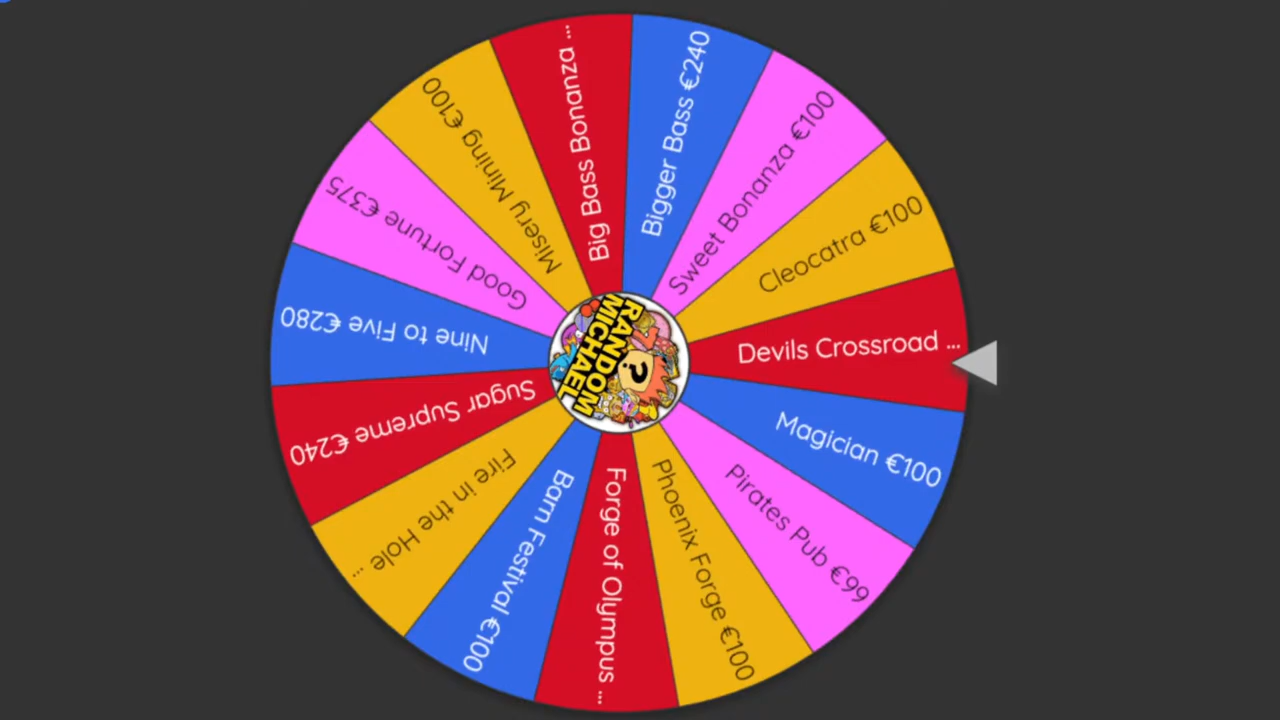 Big Bass Bonanza ...
Bigger Bass €240
Sweet Bonanza €100
Cleocatra €100
Devils Crossroad ...
Magician €100
Pirates Pub €99
Phoenix Forge €100
Forge of Olympus ...
Barn Festival €100
Fire in the Hole ...
Sugar Supreme €240
Nine to Five €280
Good Fortune €375
Misery Mining €100
RANDOM
MICHAEL
?